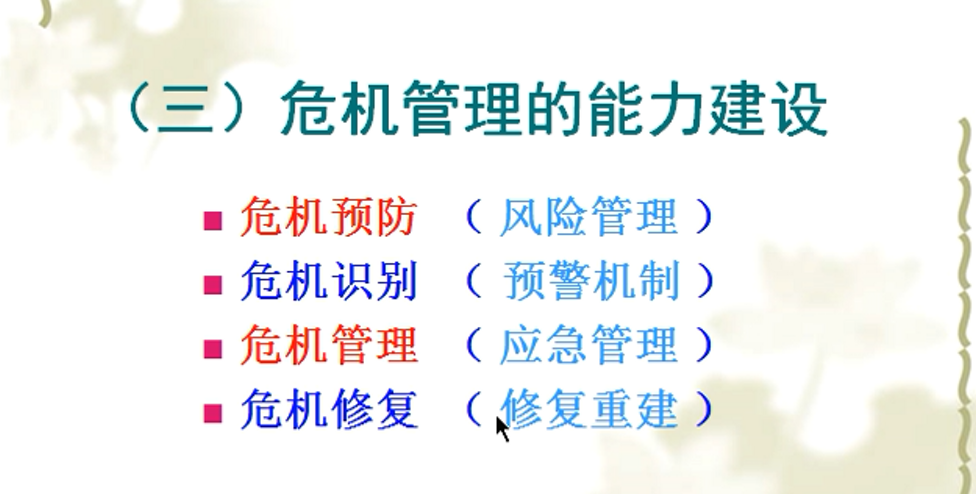 （三）危机管理的能力建设
危机预防 （ 风险管理 ）
危机识别 （ 预警机制 ）
危机管理 （ 应急管理 ）
危机修复 （ 修复重建 ）